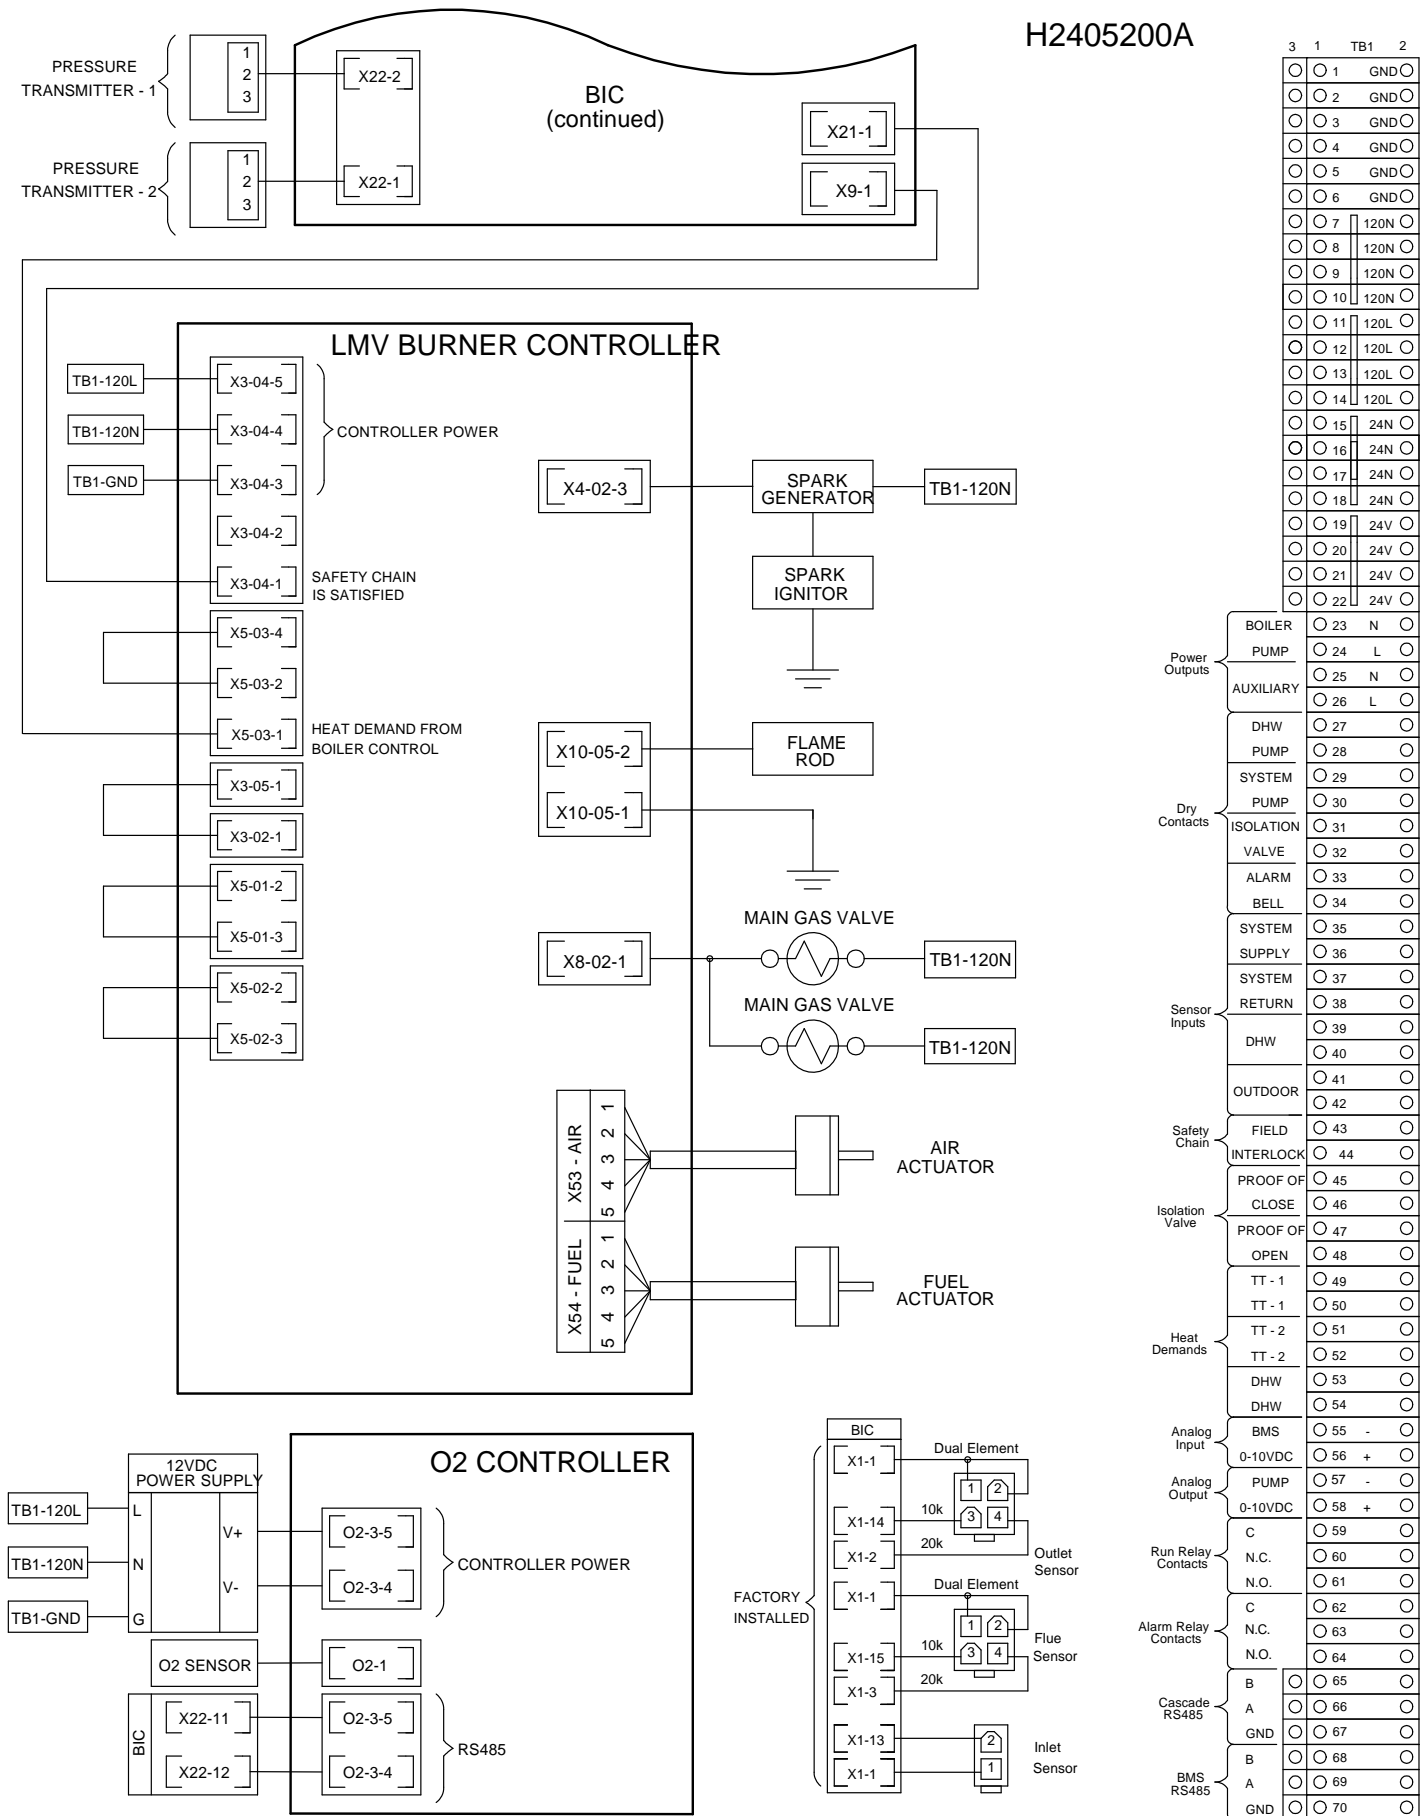 H2405200A
PRESSURE
TRANSMITTER - 1
1
2
3
X22-2
BIC
(continued)
X21-1
PRESSURE
TRANSMITTER - 2
1
2
3
X22-1
X9-1
LMV BURNER CONTROLLER
TB1-120L
X3-04-5
TB1-120N
X3-04-4
CONTROLLER POWER
TB1-GND
X3-04-3
X3-04-2
X3-04-1
SAFETY CHAIN
IS SATISFIED
X5-03-4
X5-03-2
X5-03-1
HEAT DEMAND FROM
BOILER CONTROL
X3-05-1
X3-02-1
X5-01-2
X5-01-3
X5-02-2
X5-02-3
X4-02-3
SPARK
GENERATOR
TB1-120N
SPARK
IGNITOR
X10-05-2
FLAME
ROD
X10-05-1
MAIN GAS VALVE
X8-02-1
TB1-120N
MAIN GAS VALVE
TB1-120N
X53 - AIR
1
2
3
4
5
AIR
ACTUATOR
X54 - FUEL
1
2
3
4
5
FUEL
ACTUATOR
O2 CONTROLLER
12VDC
POWER SUPPLY
TB1-120L
L
V+
O2-3-5
TB1-120N
N
CONTROLLER POWER
V-
O2-3-4
TB1-GND
G
O2 SENSOR
O2-1
BIC
X22-11
O2-3-5
RS485
X22-12
O2-3-4
BIC
FACTORY
INSTALLED
X1-1
Dual Element
1
2
X1-14
10k
3
4
X1-2
20k
Outlet
Sensor
X1-1
Dual Element
1
2
X1-15
10k
3
4
Flue
Sensor
X1-3
20k
X1-13
2
Inlet
Sensor
X1-1
1
3 1 TB1 2
1 GND
2 GND
3 GND
4 GND
5 GND
6 GND
7 120N
8 120N
9 120N
10 120N
11 120L
12 120L
13 120L
14 120L
15 24N
16 24N
17 24N
18 24N
19 24V
20 24V
21 24V
22 24V
Power
Outputs
BOILER 23 N
PUMP 24 L
AUXILIARY
25 N
26 L
Dry
Contacts
DHW 27
PUMP 28
SYSTEM 29
PUMP 30
ISOLATION 31
VALVE 32
ALARM 33
BELL 34
Sensor
Inputs
SYSTEM 35
SUPPLY 36
SYSTEM 37
RETURN 38
DHW
39
40
OUTDOOR
41
42
Safety
Chain
FIELD 43
INTERLOCK 44
Isolation
Valve
PROOF OF 45
CLOSE 46
PROOF OF 47
OPEN 48
Heat
Demands
TT - 1 49
TT - 1 50
TT - 2 51
TT - 2 52
DHW 53
DHW 54
Analog
Input
BMS 55 -
0-10VDC 56 +
Analog
Output
PUMP 57 -
0-10VDC 58 +
Run Relay
Contacts
C 59
N.C. 60
N.O. 61
Alarm Relay
Contacts
C 62
N.C. 63
N.O. 64
Cascade
RS485
B 65
A 66
GND 67
BMS
RS485
B 68
A 69
GND 70